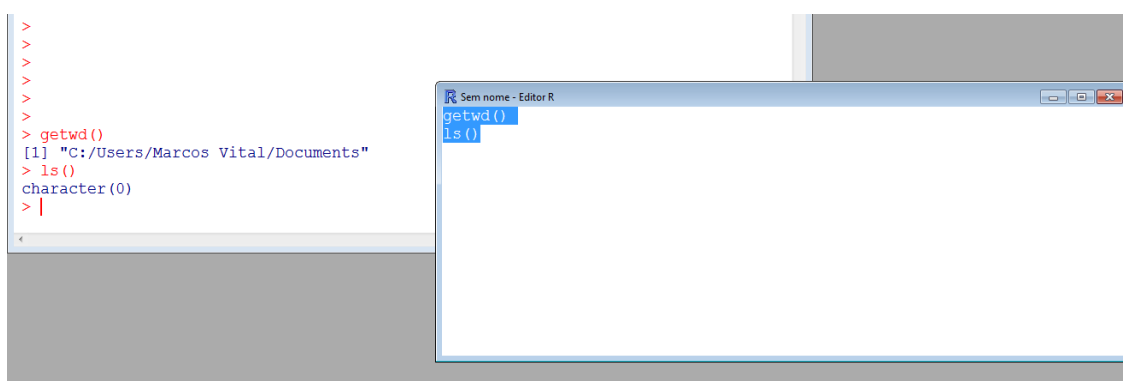 >
>
>
>
>
>
> getwd()
[1] "C:/Users/Marcos Vital/Documents"
> ls()
character(0)
>
Sem nome - Editor R
getwd()
ls()